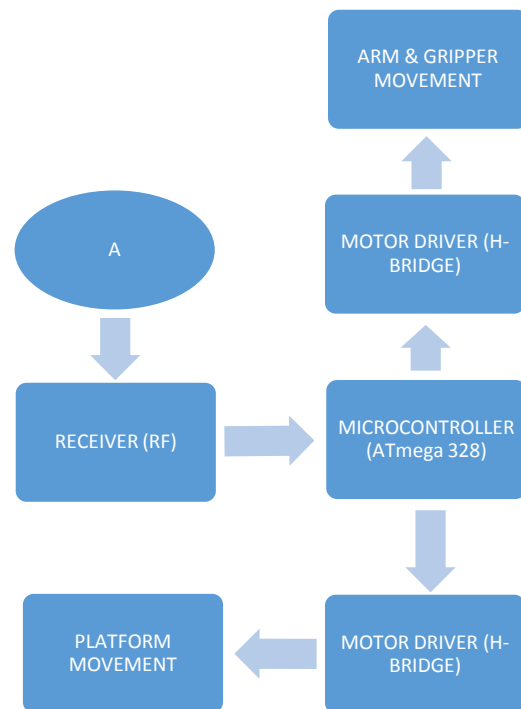 ARM & GRIPPER
MOVEMENT
MOTOR DRIVER (H-
BRIDGE)
A
RECEIVER (RF)
MICROCONTROLLER
(ATmega 328)
PLATFORM
MOVEMENT
MOTOR DRIVER (H-
BRIDGE)